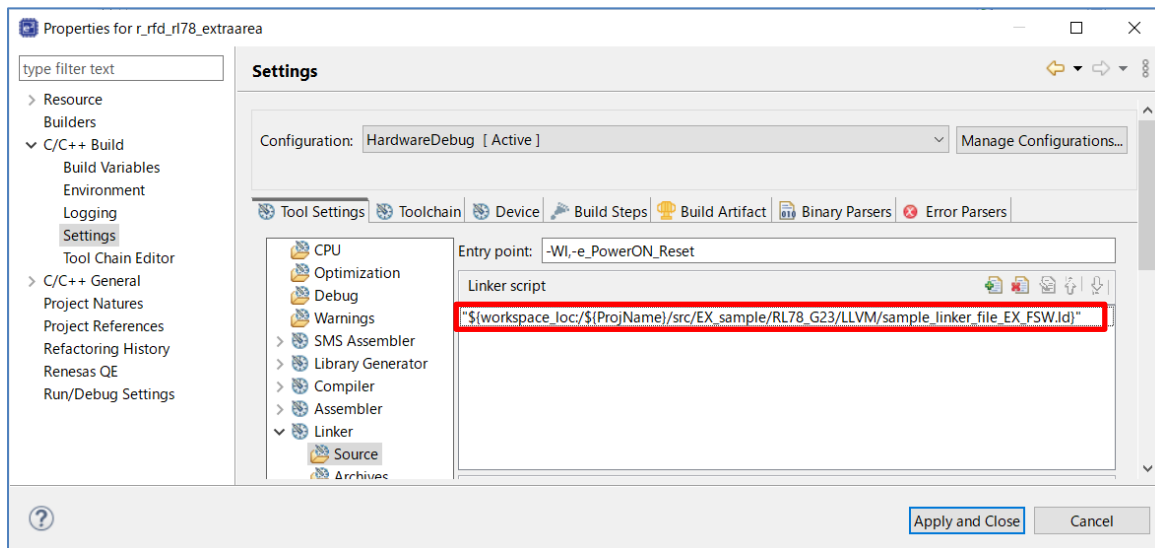 Properties for r_rfd_rl78_extraarea
type filter text
Settings
Resource
Builders
C/C++ Build
Build Variables
Environment
Logging
Settings
Tool Chain Editor
C/C++ General
Project Natures
Project References
Refactoring History
Renesas QE
Run/Debug Settings
Configuration: HardwareDebug [ Active ] Manage Configurations...
Tool Settings Toolchain Device Build Steps Build Artifact Binary Parsers Error Parsers
CPU
Optimization
Debug
Warnings
SMS Assembler
Library Generator
Compiler
Assembler
Linker
Source
Archives
Entry point: -Wl,-e_PowerON_Reset
Linker script
"${workspace_loc:/${ProjName}/src/EX_sample/RL78_G23/LLVM/sample_linker_file_EX_FSW.ld}"
Apply and Close Cancel